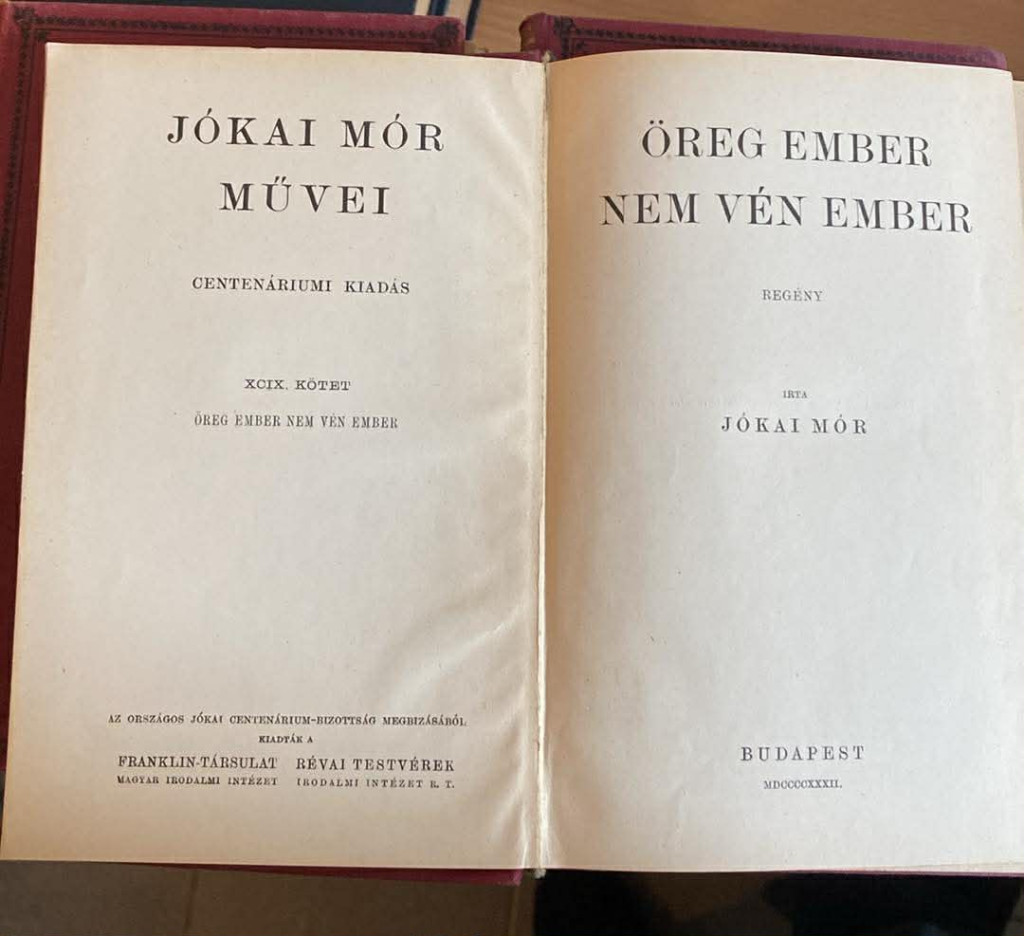 JÓKAI MÓR
MŰVEI
CENTENÁRIUMI KIADÁS
XCIX. KÖTET
ÖREG EMBER NEM VÉN EMBER
AZ ORSZÁGOS JÓKAI CENTENÁRIUM-BIZOTTSÁG MEGBIZÁSÁBÓL
KIADTÁK A
FRANKLIN-TÁRSULAT RÉVAI TESTVÉREK
MAGYAR IRODALMI INTÉZET IRODALMI INTÉZET R. T.
ÖREG EMBER
NEM VÉN EMBER
REGÉNY
IRTA
JÓKAI MÓR
BUDAPEST
MDCCCCXXXII.